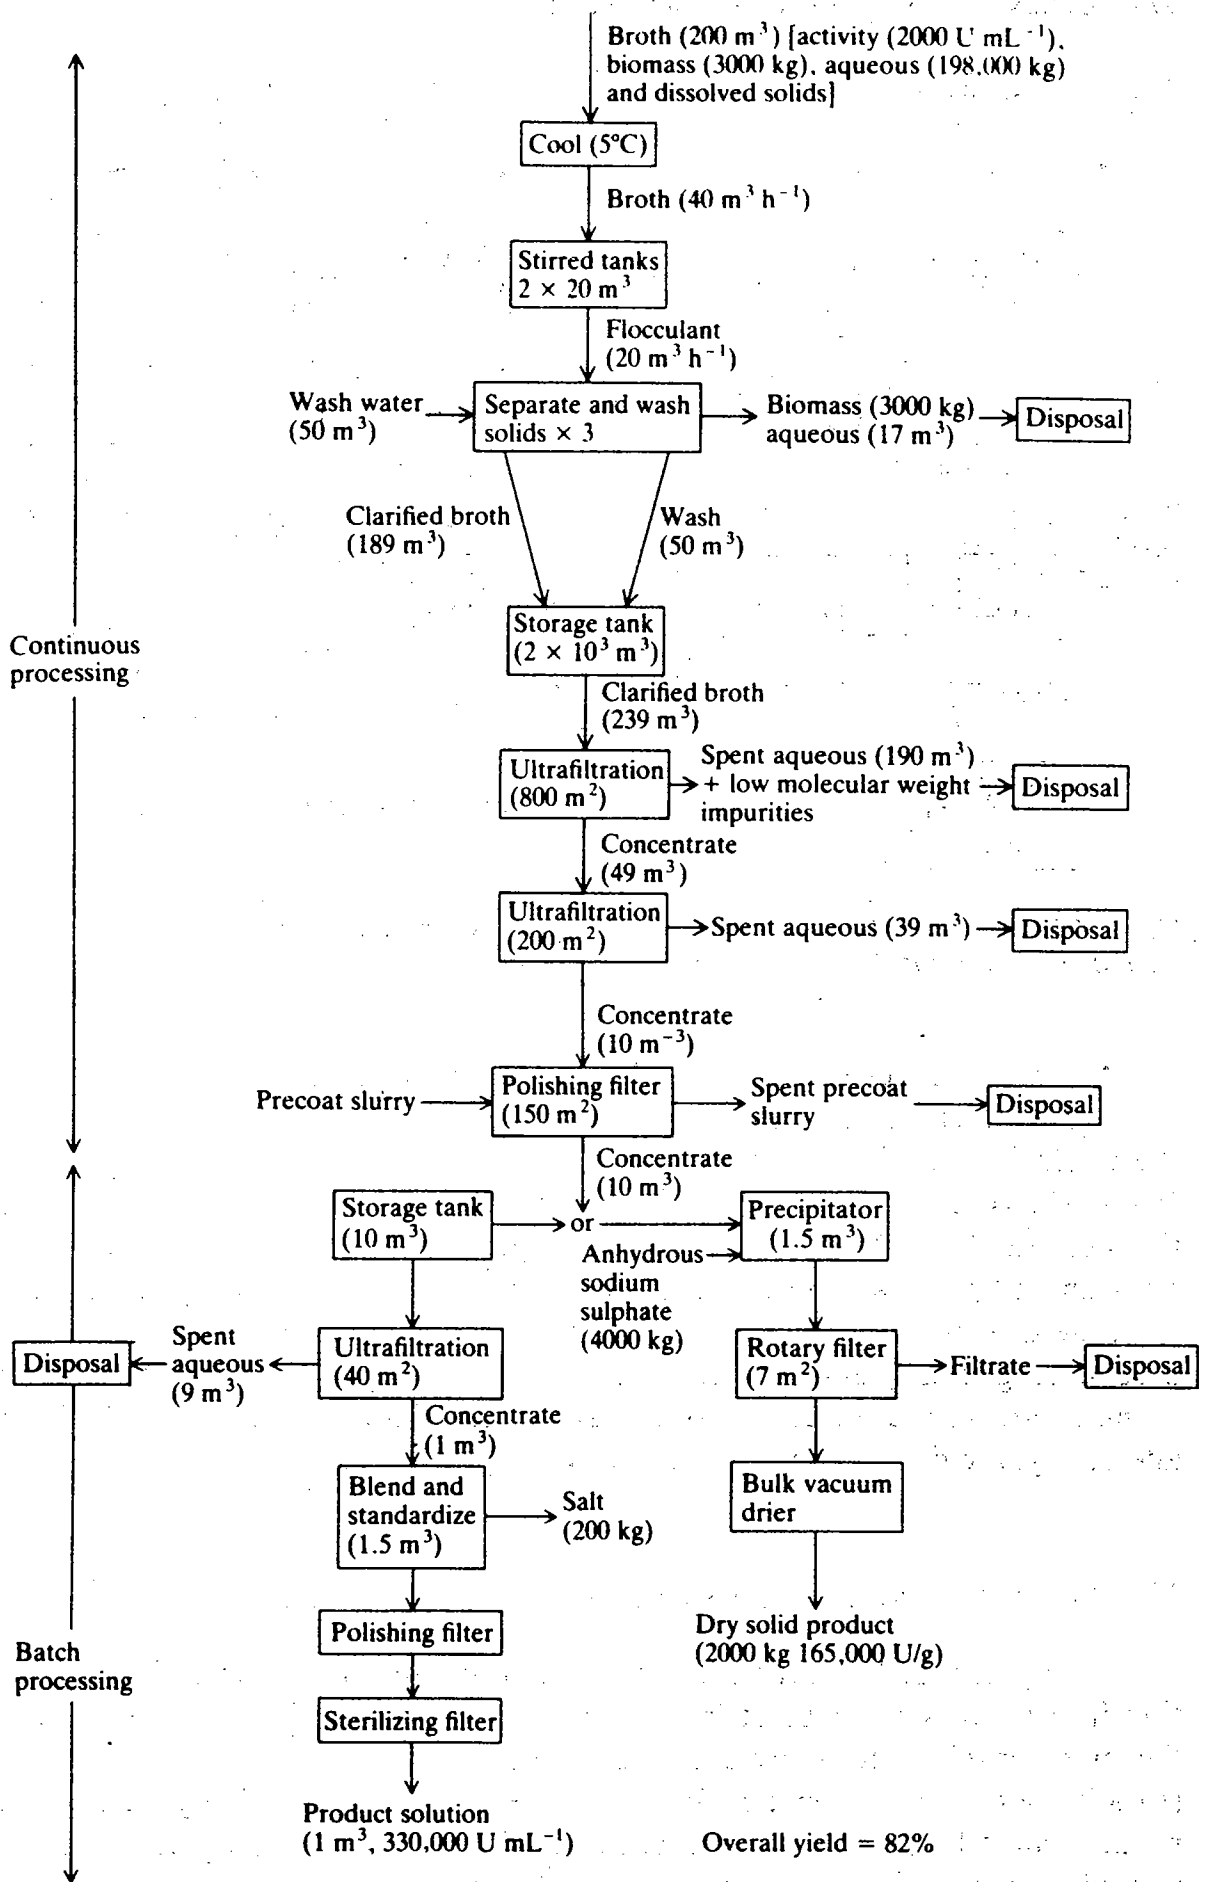 Broth (200 m³) [activity (2000 U mL⁻¹),
biomass (3000 kg), aqueous (198,000 kg)
and dissolved solids]
Cool (5°C)
Broth (40 m³ h⁻¹)
Stirred tanks
2 × 20 m³
Flocculant
(20 m³ h⁻¹)
Wash water
(50 m³)
Separate and wash
solids × 3
Biomass (3000 kg)
aqueous (17 m³)
Disposal
Clarified broth
(189 m³)
Wash
(50 m³)
Storage tank
(2 × 10³ m³)
Continuous
processing
Clarified broth
(239 m³)
Ultrafiltration
(800 m²)
Spent aqueous (190 m³)
+ low molecular weight
impurities
Disposal
Concentrate
(49 m³)
Ultrafiltration
(200 m²)
Spent aqueous (39 m³)
Disposal
Concentrate
(10 m⁻³)
Precoat slurry
Polishing filter
(150 m²)
Spent precoat
slurry
Disposal
Concentrate
(10 m³)
Storage tank
(10 m³)
or
Precipitator
(1.5 m³)
Anhydrous
sodium
sulphate
(4000 kg)
Disposal
Spent
aqueous
(9 m³)
Ultrafiltration
(40 m²)
Rotary filter
(7 m²)
Filtrate
Disposal
Concentrate
(1 m³)
Blend and
standardize
(1.5 m³)
Salt
(200 kg)
Bulk vacuum
drier
Polishing filter
Dry solid product
(2000 kg 165,000 U/g)
Batch
processing
Sterilizing filter
Product solution
(1 m³, 330,000 U mL⁻¹)
Overall yield = 82%